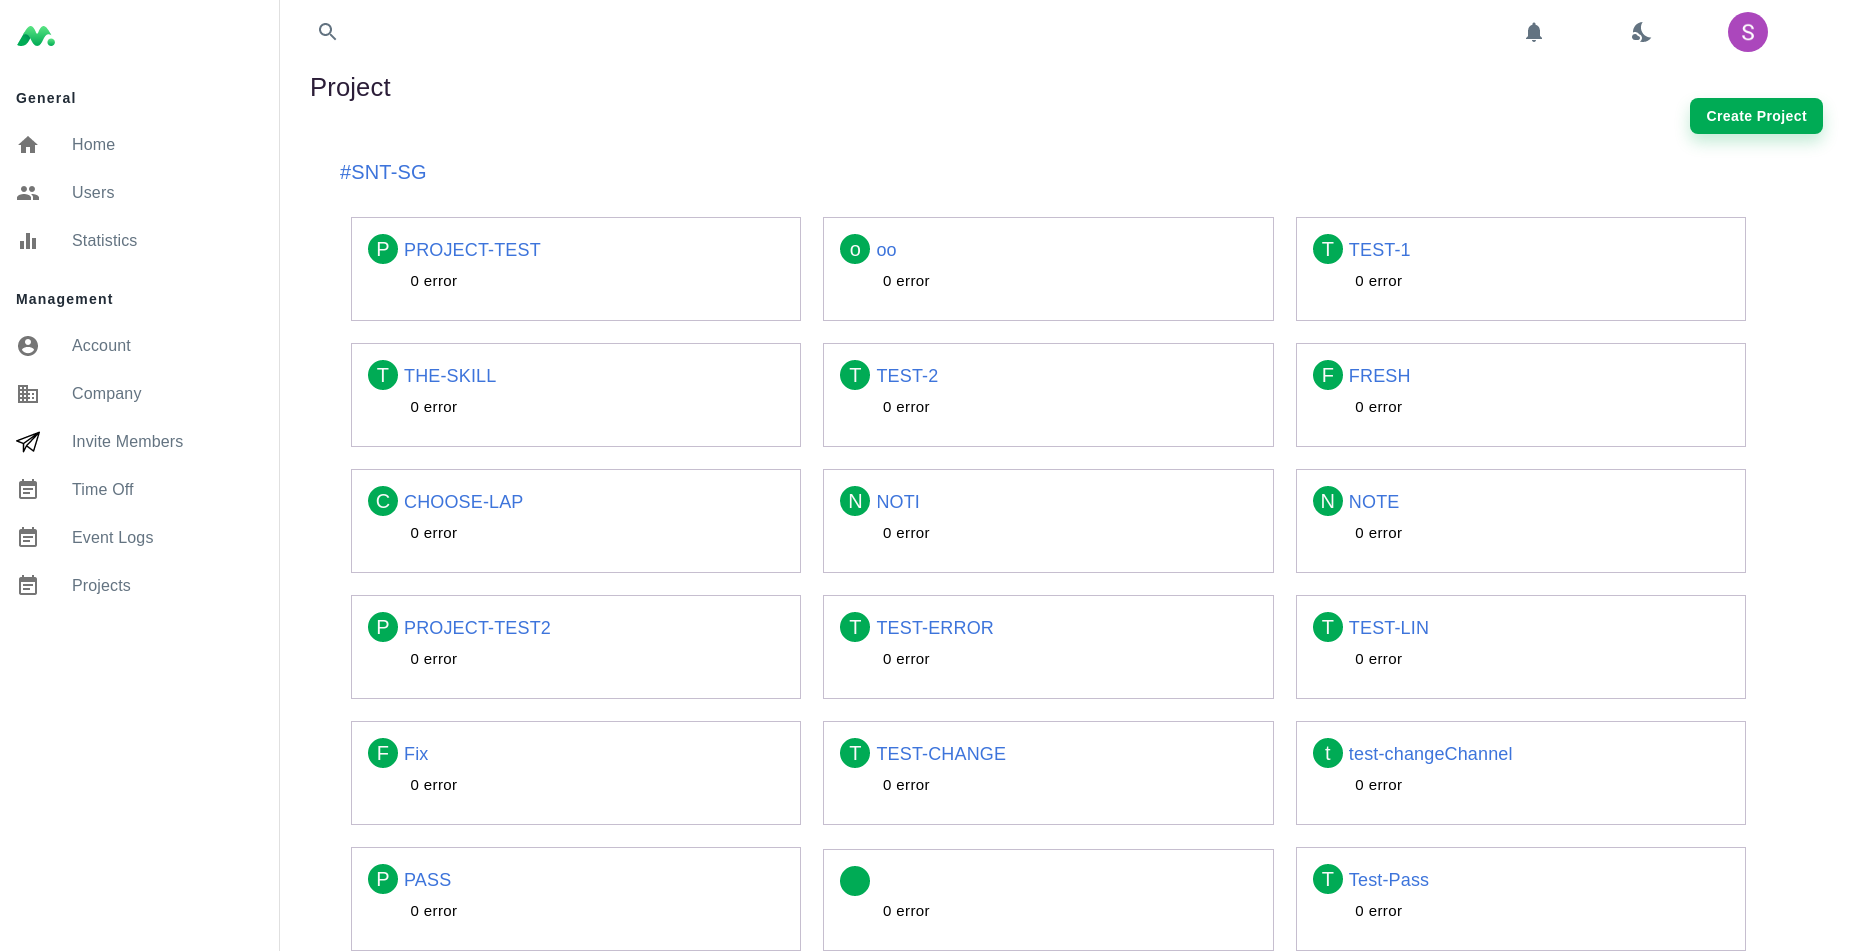 S
Project
Create Project
General
Home
Users
Statistics
Management
Account
Company
Invite Members
Time Off
Event Logs
Projects
#SNT-SG
P PROJECT-TEST
0 error
o oo
0 error
T TEST-1
0 error
T THE-SKILL
0 error
T TEST-2
0 error
F FRESH
0 error
C CHOOSE-LAP
0 error
N NOTI
0 error
N NOTE
0 error
P PROJECT-TEST2
0 error
T TEST-ERROR
0 error
T TEST-LIN
0 error
F Fix
0 error
T TEST-CHANGE
0 error
t test-changeChannel
0 error
P PASS
0 error
0 error
T Test-Pass
0 error